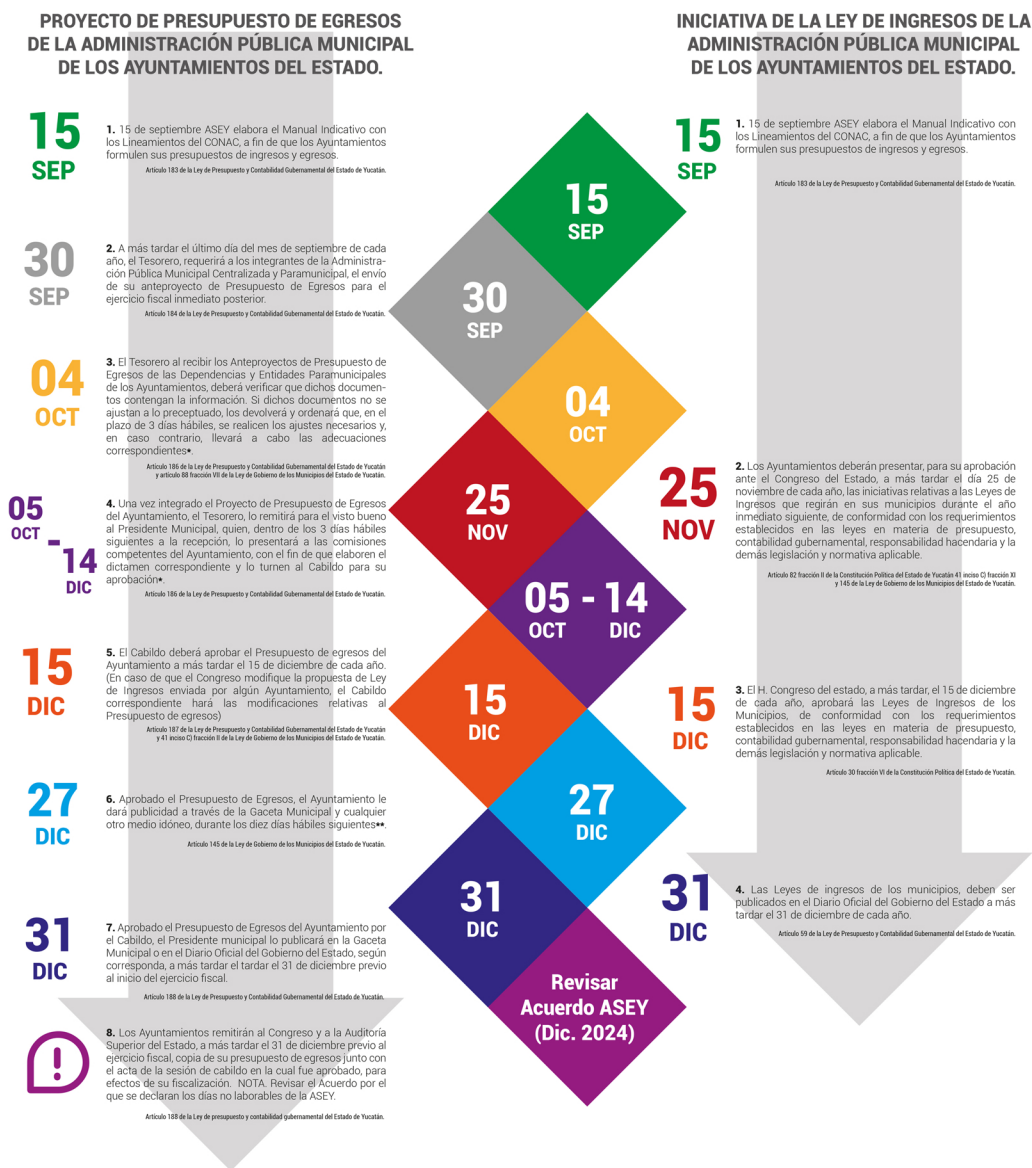 PROYECTO DE PRESUPUESTO DE EGRESOS
DE LA ADMINISTRACIÓN PÚBLICA MUNICIPAL
DE LOS AYUNTAMIENTOS DEL ESTADO.
15
SEP
1. 15 de septiembre ASEY elabora el Manual Indicativo con
los Lineamientos del CONAC, a fin de que los Ayuntamientos
formulen sus presupuestos de ingresos y egresos.
Artículo 183 de la Ley de Presupuesto y Contabilidad Gubernamental del Estado de Yucatán.
30
SEP
2. A más tardar el último día del mes de septiembre de cada
año, el Tesorero, requerirá a los integrantes de la Administra-
ción Pública Municipal Centralizada y Paramunicipal, el envío
de su anteproyecto de Presupuesto de Egresos para el
ejercicio fiscal inmediato posterior.
Artículo 184 de la Ley de Presupuesto y Contabilidad Gubernamental del Estado de Yucatán.
04
OCT
3. El Tesorero al recibir los Anteproyectos de Presupuesto de
Egresos de las Dependencias y Entidades Paramunicipales
de los Ayuntamientos, deberá verificar que dichos documen-
tos contengan la información. Si dichos documentos no se
ajustan a lo preceptuado, los devolverá y ordenará que, en el
plazo de 3 días hábiles, se realicen los ajustes necesarios y,
en caso contrario, llevará a cabo las adecuaciones
correspondientes*.
Artículo 186 de la Ley de Presupuesto y Contabilidad Gubernamental del Estado de Yucatán
y artículo 88 fracción VII de la Ley de Gobierno de los Municipios del Estado de Yucatán.
05
OCT
-
14
DIC
4. Una vez integrado el Proyecto de Presupuesto de Egresos
del Ayuntamiento, el Tesorero, lo remitirá para el visto bueno
al Presidente Municipal, quien, dentro de los 3 días hábiles
siguientes a la recepción, lo presentará a las comisiones
competentes del Ayuntamiento, con el fin de que elaboren el
dictamen correspondiente y lo turnen al Cabildo para su
aprobación*.
Artículo 186 de la Ley de Presupuesto y Contabilidad Gubernamental del Estado de Yucatán.
15
DIC
5. El Cabildo deberá aprobar el Presupuesto de egresos del
Ayuntamiento a más tardar el 15 de diciembre de cada año.
(En caso de que el Congreso modifique la propuesta de Ley
de Ingresos enviada por algún Ayuntamiento, el Cabildo
correspondiente hará las modificaciones relativas al
Presupuesto de egresos)
Artículo 187 de la Ley de Presupuesto y Contabilidad Gubernamental del Estado de Yucatán
y 41 inciso C) fracción II de la Ley de Gobierno de los Municipios del Estado de Yucatán.
27
DIC
6. Aprobado el Presupuesto de Egresos, el Ayuntamiento le
dará publicidad a través de la Gaceta Municipal y cualquier
otro medio idóneo, durante los diez días hábiles siguientes**.
Artículo 145 de la Ley de Gobierno de los Municipios del Estado de Yucatán.
31
DIC
7. Aprobado el Presupuesto de Egresos del Ayuntamiento por
el Cabildo, el Presidente municipal lo publicará en la Gaceta
Municipal o en el Diario Oficial del Gobierno del Estado, según
corresponda, a más tardar el tardar el 31 de diciembre previo
al inicio del ejercicio fiscal.
Artículo 188 de la Ley de Presupuesto y Contabilidad Gubernamental del Estado de Yucatán.
!
8. Los Ayuntamientos remitirán al Congreso y a la Auditoría
Superior del Estado, a más tardar el 31 de diciembre previo al
ejercicio fiscal, copia de su presupuesto de egresos junto con
el acta de la sesión de cabildo en la cual fue aprobado, para
efectos de su fiscalización. NOTA. Revisar el Acuerdo por el
que se declaran los días no laborables de la ASEY.
Artículo 188 de la Ley de presupuesto y contabilidad gubernamental del Estado de Yucatán.
15
SEP
30
SEP
04
OCT
25
NOV
05 - 14
OCT DIC
15
DIC
27
DIC
31
DIC
Revisar
Acuerdo ASEY
(Dic. 2024)
INICIATIVA DE LA LEY DE INGRESOS DE LA
ADMINISTRACIÓN PÚBLICA MUNICIPAL
DE LOS AYUNTAMIENTOS DEL ESTADO.
15
SEP
1. 15 de septiembre ASEY elabora el Manual Indicativo con
los Lineamientos del CONAC, a fin de que los Ayuntamientos
formulen sus presupuestos de ingresos y egresos.
Artículo 183 de la Ley de Presupuesto y Contabilidad Gubernamental del Estado de Yucatán.
25
NOV
2. Los Ayuntamientos deberán presentar, para su aprobación
ante el Congreso del Estado, a más tardar el día 25 de
noviembre de cada año, las iniciativas relativas a las Leyes de
Ingresos que regirán en sus municipios durante el año
inmediato siguiente, de conformidad con los requerimientos
establecidos en las leyes en materia de presupuesto,
contabilidad gubernamental, responsabilidad hacendaria y la
demás legislación y normativa aplicable.
Artículo 82 fracción II de la Constitución Política del Estado de Yucatán 41 inciso C) fracción XI
y 145 de la Ley de Gobierno de los Municipios del Estado de Yucatán.
15
DIC
3. El H. Congreso del estado, a más tardar, el 15 de diciembre
de cada año, aprobará las Leyes de Ingresos de los
Municipios, de conformidad con los requerimientos
establecidos en las leyes en materia de presupuesto,
contabilidad gubernamental, responsabilidad hacendaria y la
demás legislación y normativa aplicable.
Artículo 30 fracción VI de la Constitución Política del Estado de Yucatán.
31
DIC
4. Las Leyes de ingresos de los municipios, deben ser
publicados en el Diario Oficial del Gobierno del Estado a más
tardar el 31 de diciembre de cada año.
Artículo 59 de la Ley de Presupuesto y Contabilidad Gubernamental del Estado de Yucatán.